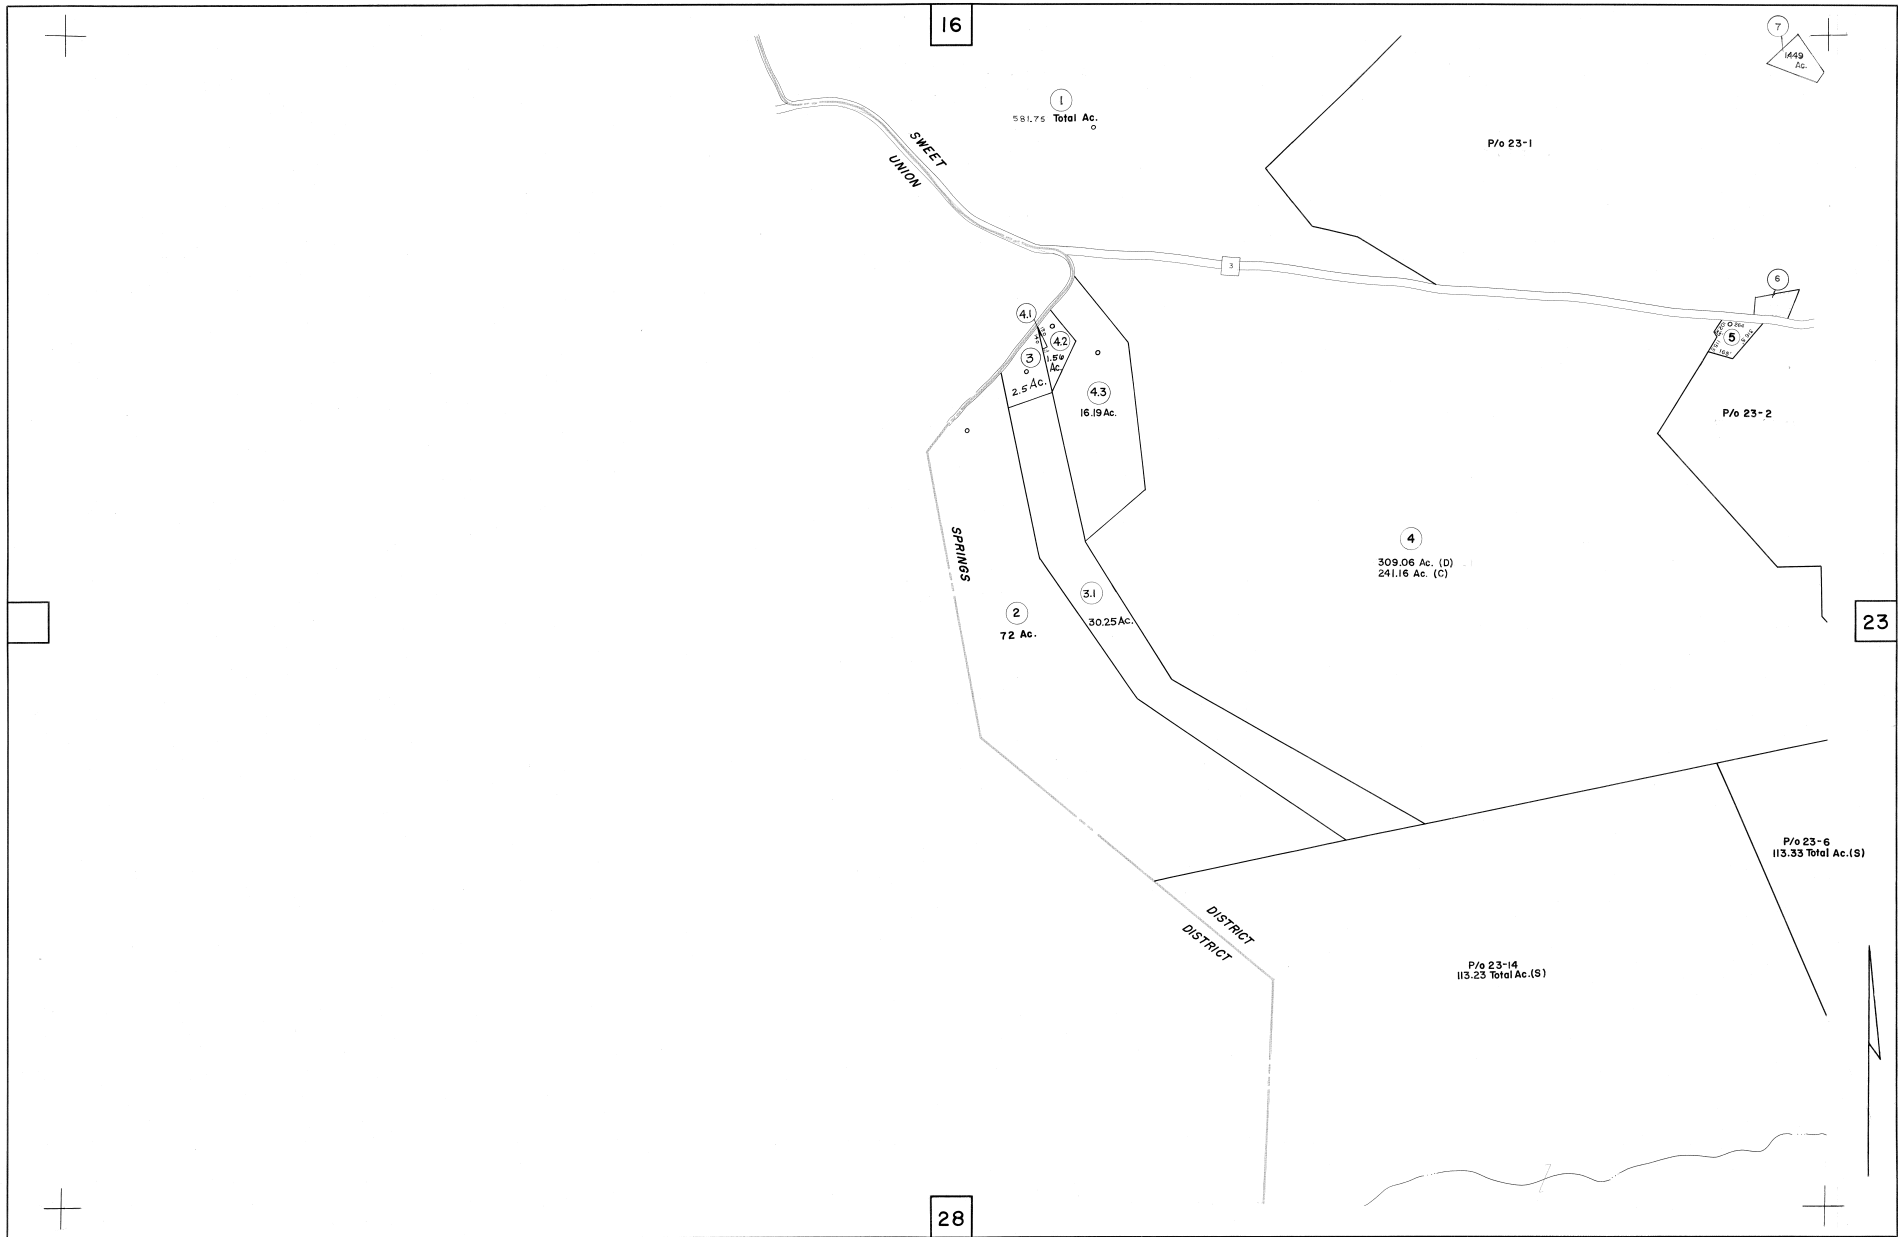 16
7
1449
Ac.
1
581.75 Total Ac.
P/o 23-1
SWEET
UNION
3
6
4.1
4.2
1.56
Ac.
3
2.5 Ac.
4.3
16.19 Ac.
264
5
168'
P/o 23-2
SPRINGS
4
309.06 Ac. (D)
241.16 Ac. (C)
3.1
30.25 Ac.
2
72 Ac.
23
P/o 23-6
113.33 Total Ac.(S)
DISTRICT
DISTRICT
P/o 23-14
113.23 Total Ac.(S)
28